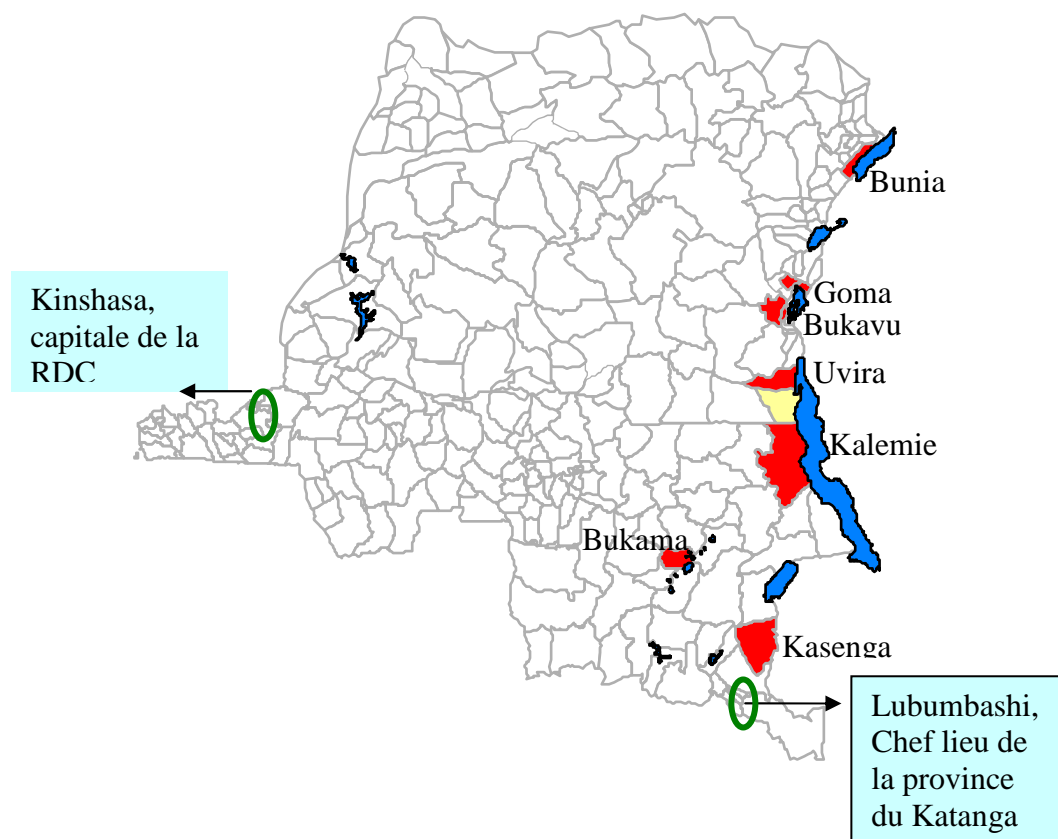 Bunia
Goma
Bukavu
Uvira
Kalemie
Kinshasa,
capitale de la
RDC
Bukama
Kasenga
Lubumbashi,
Chef lieu de
la province
du Katanga